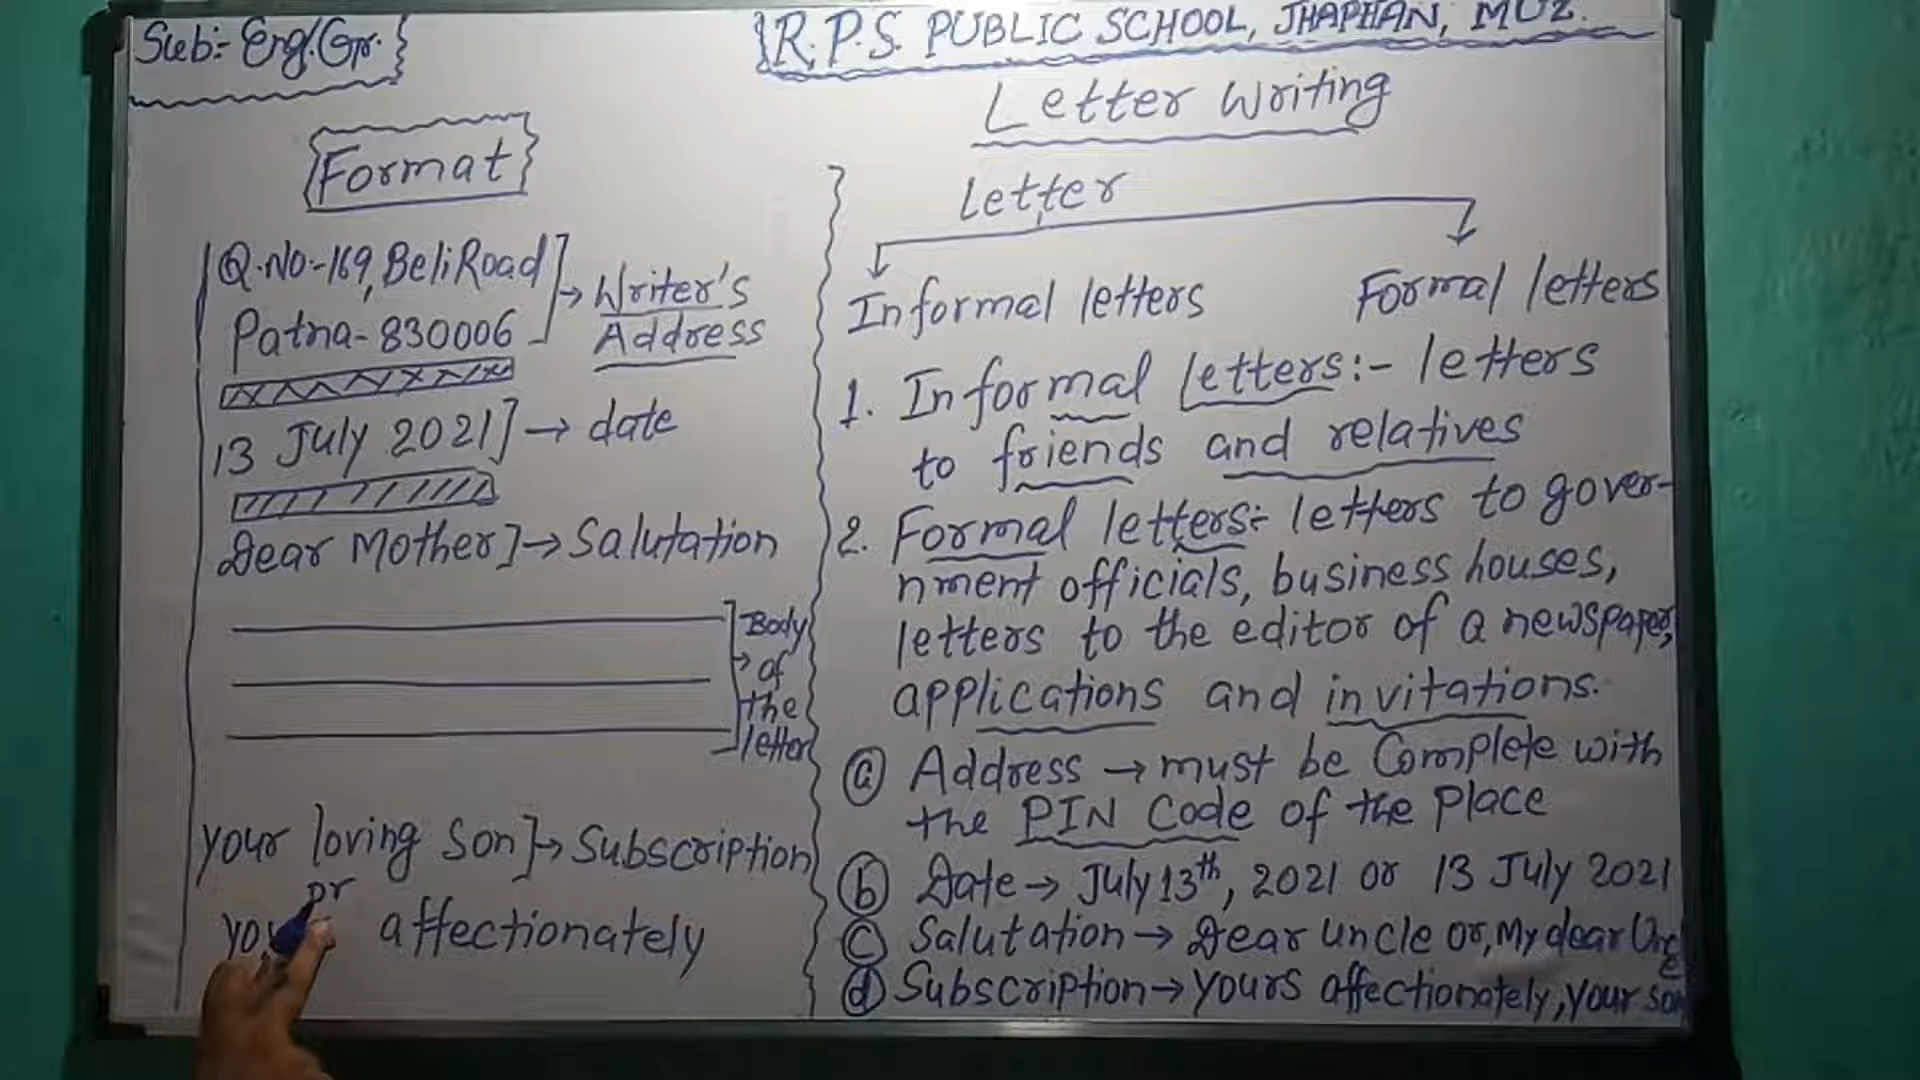 Sub:- Eng. Gr.
R.P.S. PUBLIC SCHOOL, JHAPHAN, MUZ.
Letter Writing
Format
Q.No:-169, Beli Road
Patna-830006
Writer's
Address
13 July 2021] → date
Dear Mother] → Salutation
Body
of
the
letter
Your loving son] → Subscription
or
affectionately
Letter
Informal letters
Formal letters
1. Informal letters:- letters
to friends and relatives
2. Formal letters:- letters to gover-
nment officials, business houses,
letters to the editor of a newspaper,
applications and invitations.
(a) Address → must be Complete with
the PIN Code of the Place
(b) Date → July 13th, 2021 or 13 July 2021
(c) Salutation → Dear Uncle or, My dear Uncle
(d) Subscription → Yours affectionately, your son